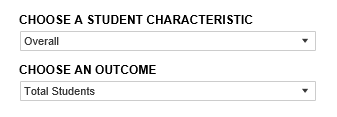 CHOOSE A STUDENT CHARACTERISTIC
Overall
CHOOSE AN OUTCOME
Total Students